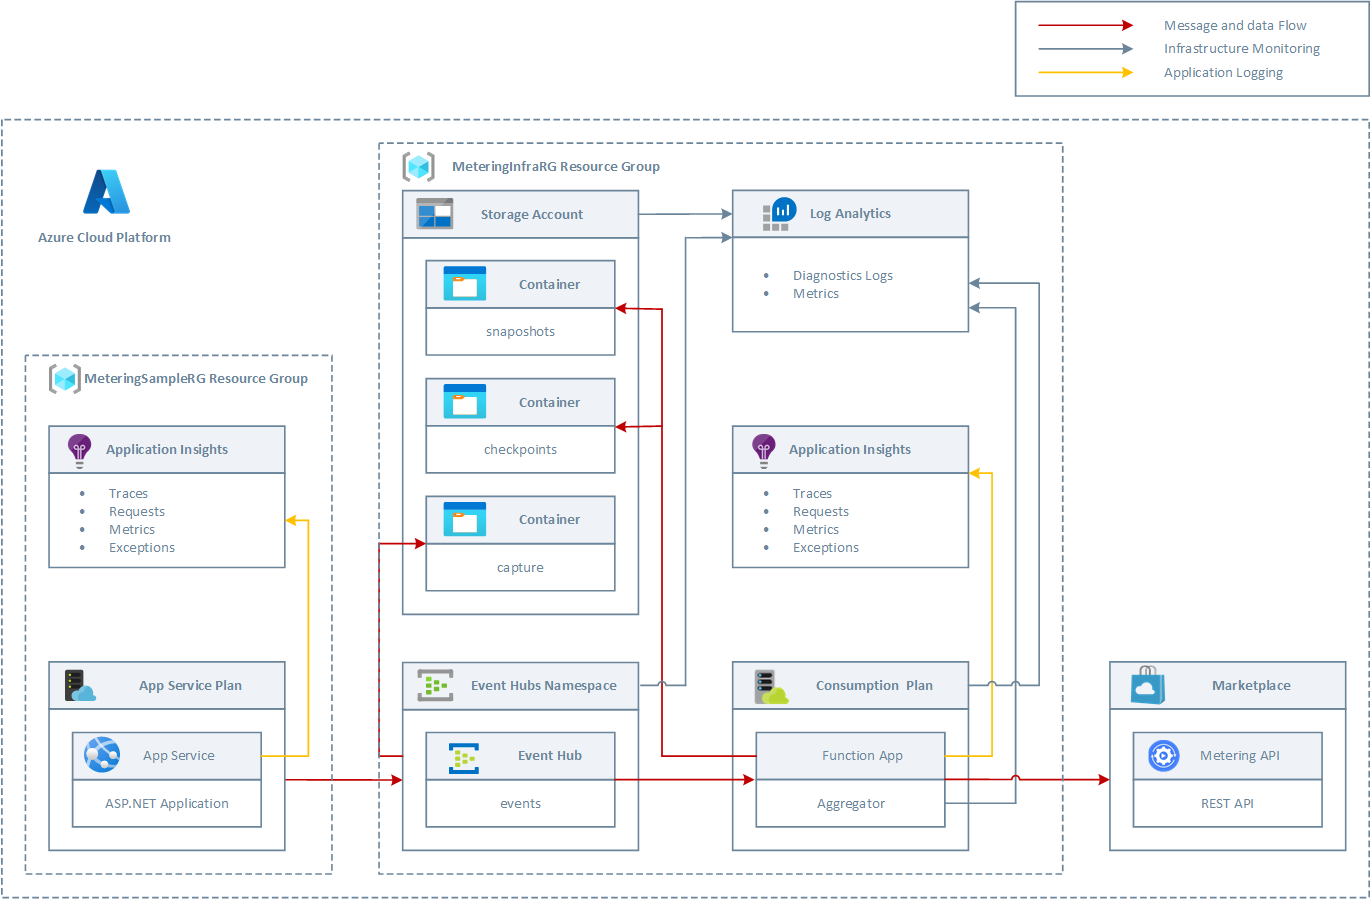 Message and data Flow
Infrastructure Monitoring
Application Logging
Azure Cloud Platform
MeteringInfraRG Resource Group
Storage Account
Container
snaposhots
Container
checkpoints
Container
capture
Log Analytics
• Diagnostics Logs
• Metrics
MeteringSampleRG Resource Group
Application Insights
• Traces
• Requests
• Metrics
• Exceptions
Application Insights
• Traces
• Requests
• Metrics
• Exceptions
App Service Plan
App Service
ASP.NET Application
Event Hubs Namespace
Event Hub
events
Consumption Plan
Function App
Aggregator
Marketplace
Metering API
REST API